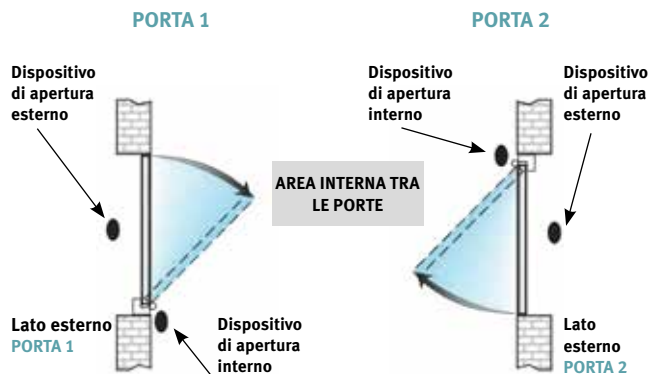 PORTA 1
PORTA 2
Dispositivo
di apertura
esterno
Dispositivo
di apertura
interno
Dispositivo
di apertura
esterno
AREA INTERNA TRA
LE PORTE
Lato esterno
PORTA 1
Dispositivo
di apertura
interno
Lato
esterno
PORTA 2